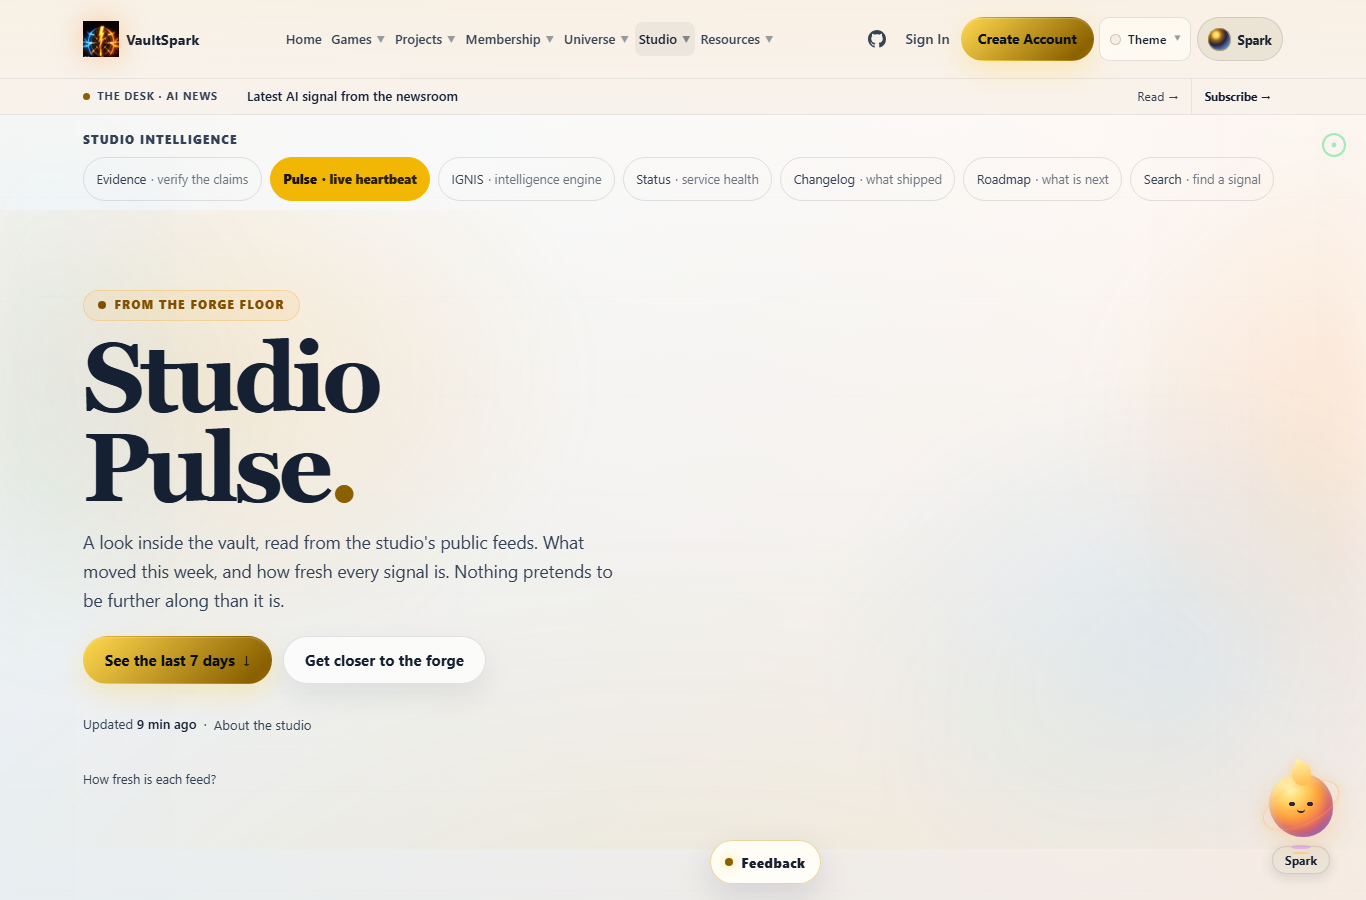 VaultSpark
Home Games Projects Membership Universe Studio Resources
Sign In
Create Account
Theme
Spark
THE DESK · AI NEWS
Latest AI signal from the newsroom
Read →
Subscribe →
STUDIO INTELLIGENCE
Evidence · verify the claims
Pulse · live heartbeat
IGNIS · intelligence engine
Status · service health
Changelog · what shipped
Roadmap · what is next
Search · find a signal
FROM THE FORGE FLOOR
Studio
Pulse.
A look inside the vault, read from the studio's public feeds. What
moved this week, and how fresh every signal is. Nothing pretends to
be further along than it is.
See the last 7 days ↓
Get closer to the forge
Updated 9 min ago · About the studio
How fresh is each feed?
Feedback
Spark